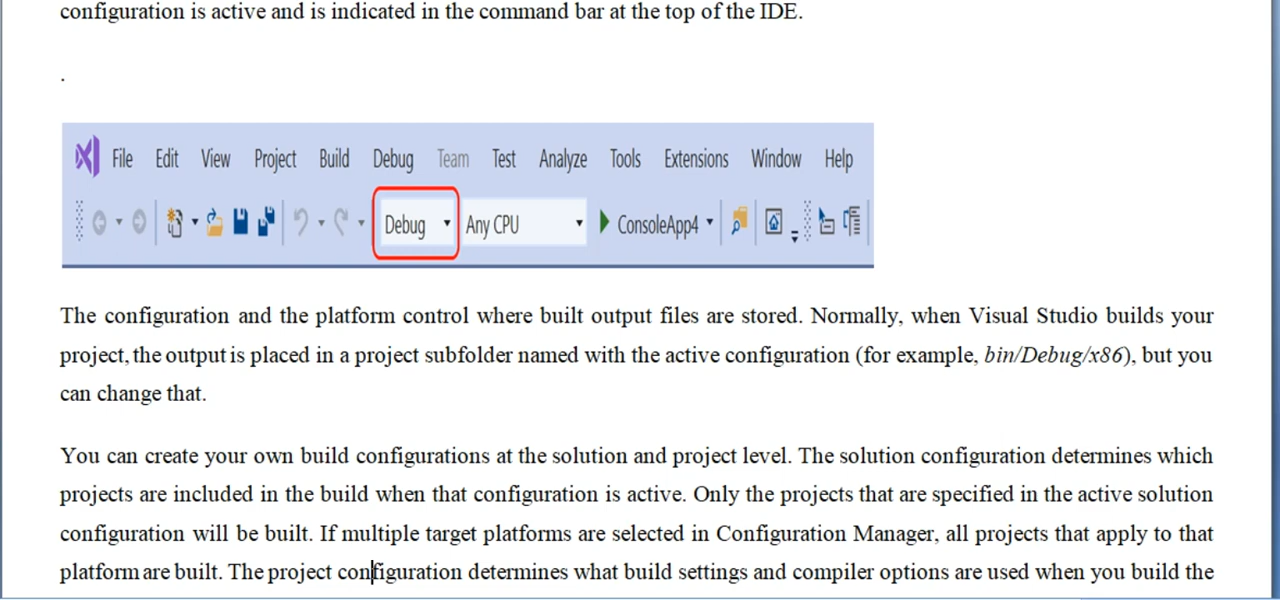 configuration is active and is indicated in the command bar at the top of the IDE.
.
File Edit View Project Build Debug Team Test Analyze Tools Extensions Window Help
Debug Any CPU ConsoleApp4
The configuration and the platform control where built output files are stored. Normally, when Visual Studio builds your
project, the output is placed in a project subfolder named with the active configuration (for example, bin/Debug/x86), but you
can change that.
You can create your own build configurations at the solution and project level. The solution configuration determines which
projects are included in the build when that configuration is active. Only the projects that are specified in the active solution
configuration will be built. If multiple target platforms are selected in Configuration Manager, all projects that apply to that
platform are built. The project configuration determines what build settings and compiler options are used when you build the